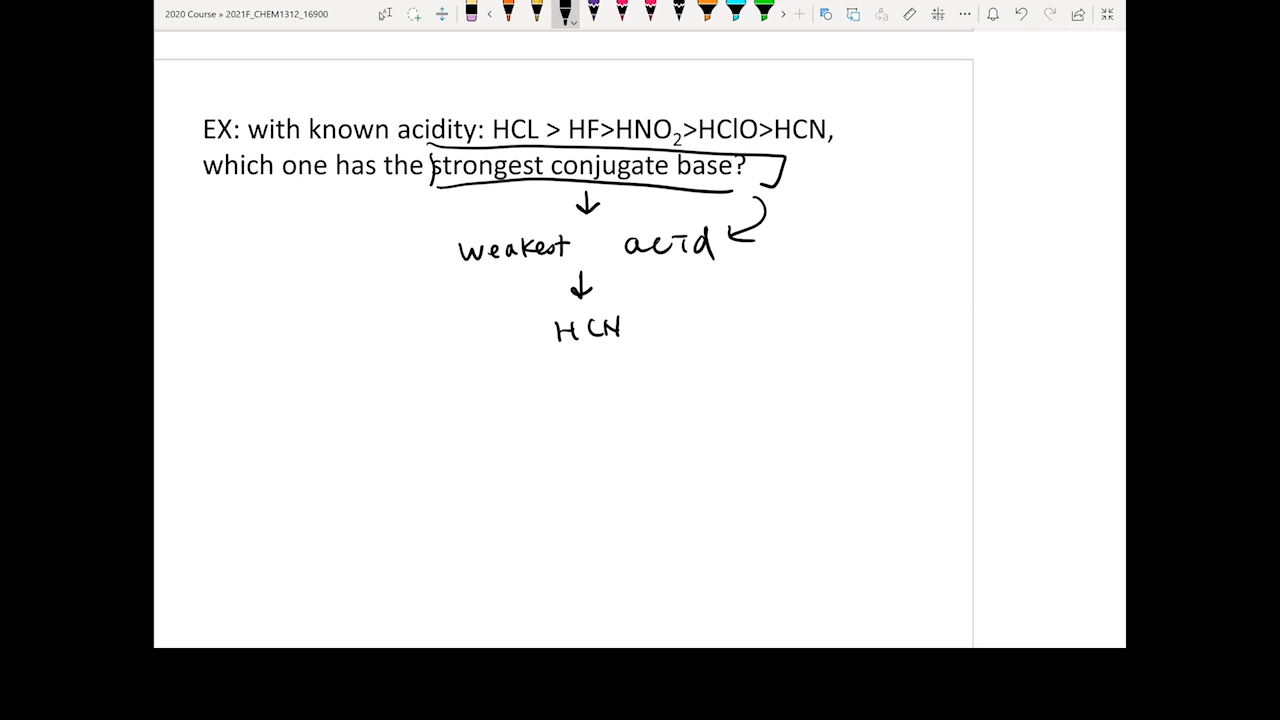 2020 Course » 2021F_CHEM1312_16900
EX: with known acidity: HCL > HF>HNO₂>HClO>HCN,
which one has the strongest conjugate base?
weakest acid
HCN